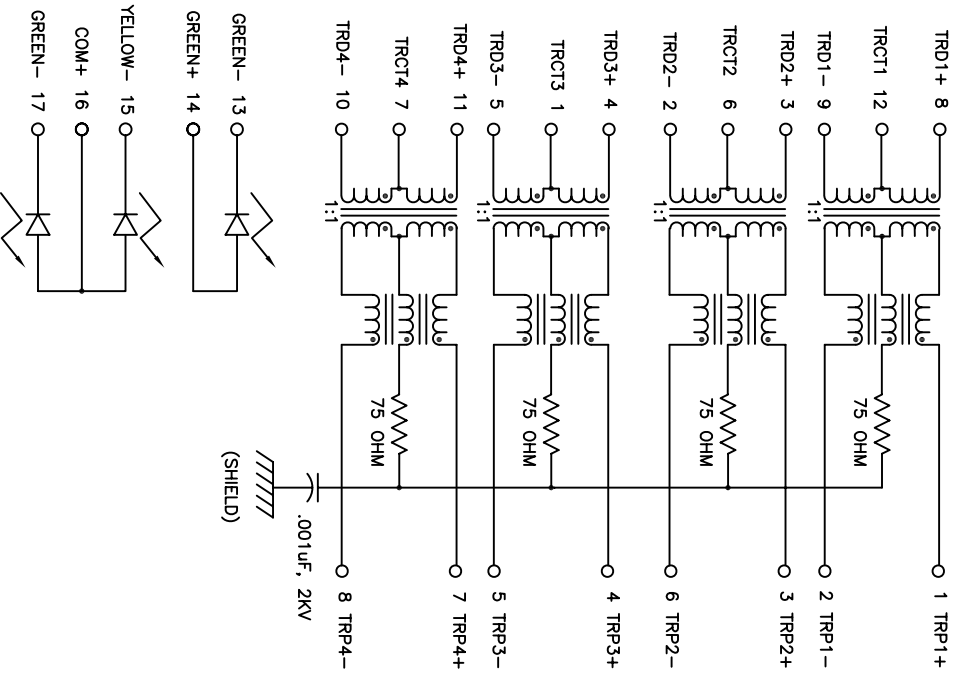 TRD1+ 8
TRCT1 12
TRD1- 9
TRD2+ 3
TRCT2 6
TRD2- 2
TRD3+ 4
TRCT3 1
TRD3- 5
TRD4+ 11
TRCT4 7
TRD4- 10
GREEN- 13
GREEN+ 14
YELLOW- 15
COM+ 16
GREEN- 17
1:1
1:1
1:1
1:1
75 OHM
75 OHM
75 OHM
75 OHM
(SHIELD)
.001uF, 2KV
1 TRP1+
2 TRP1-
3 TRP2+
6 TRP2-
4 TRP3+
5 TRP3-
7 TRP4+
8 TRP4-